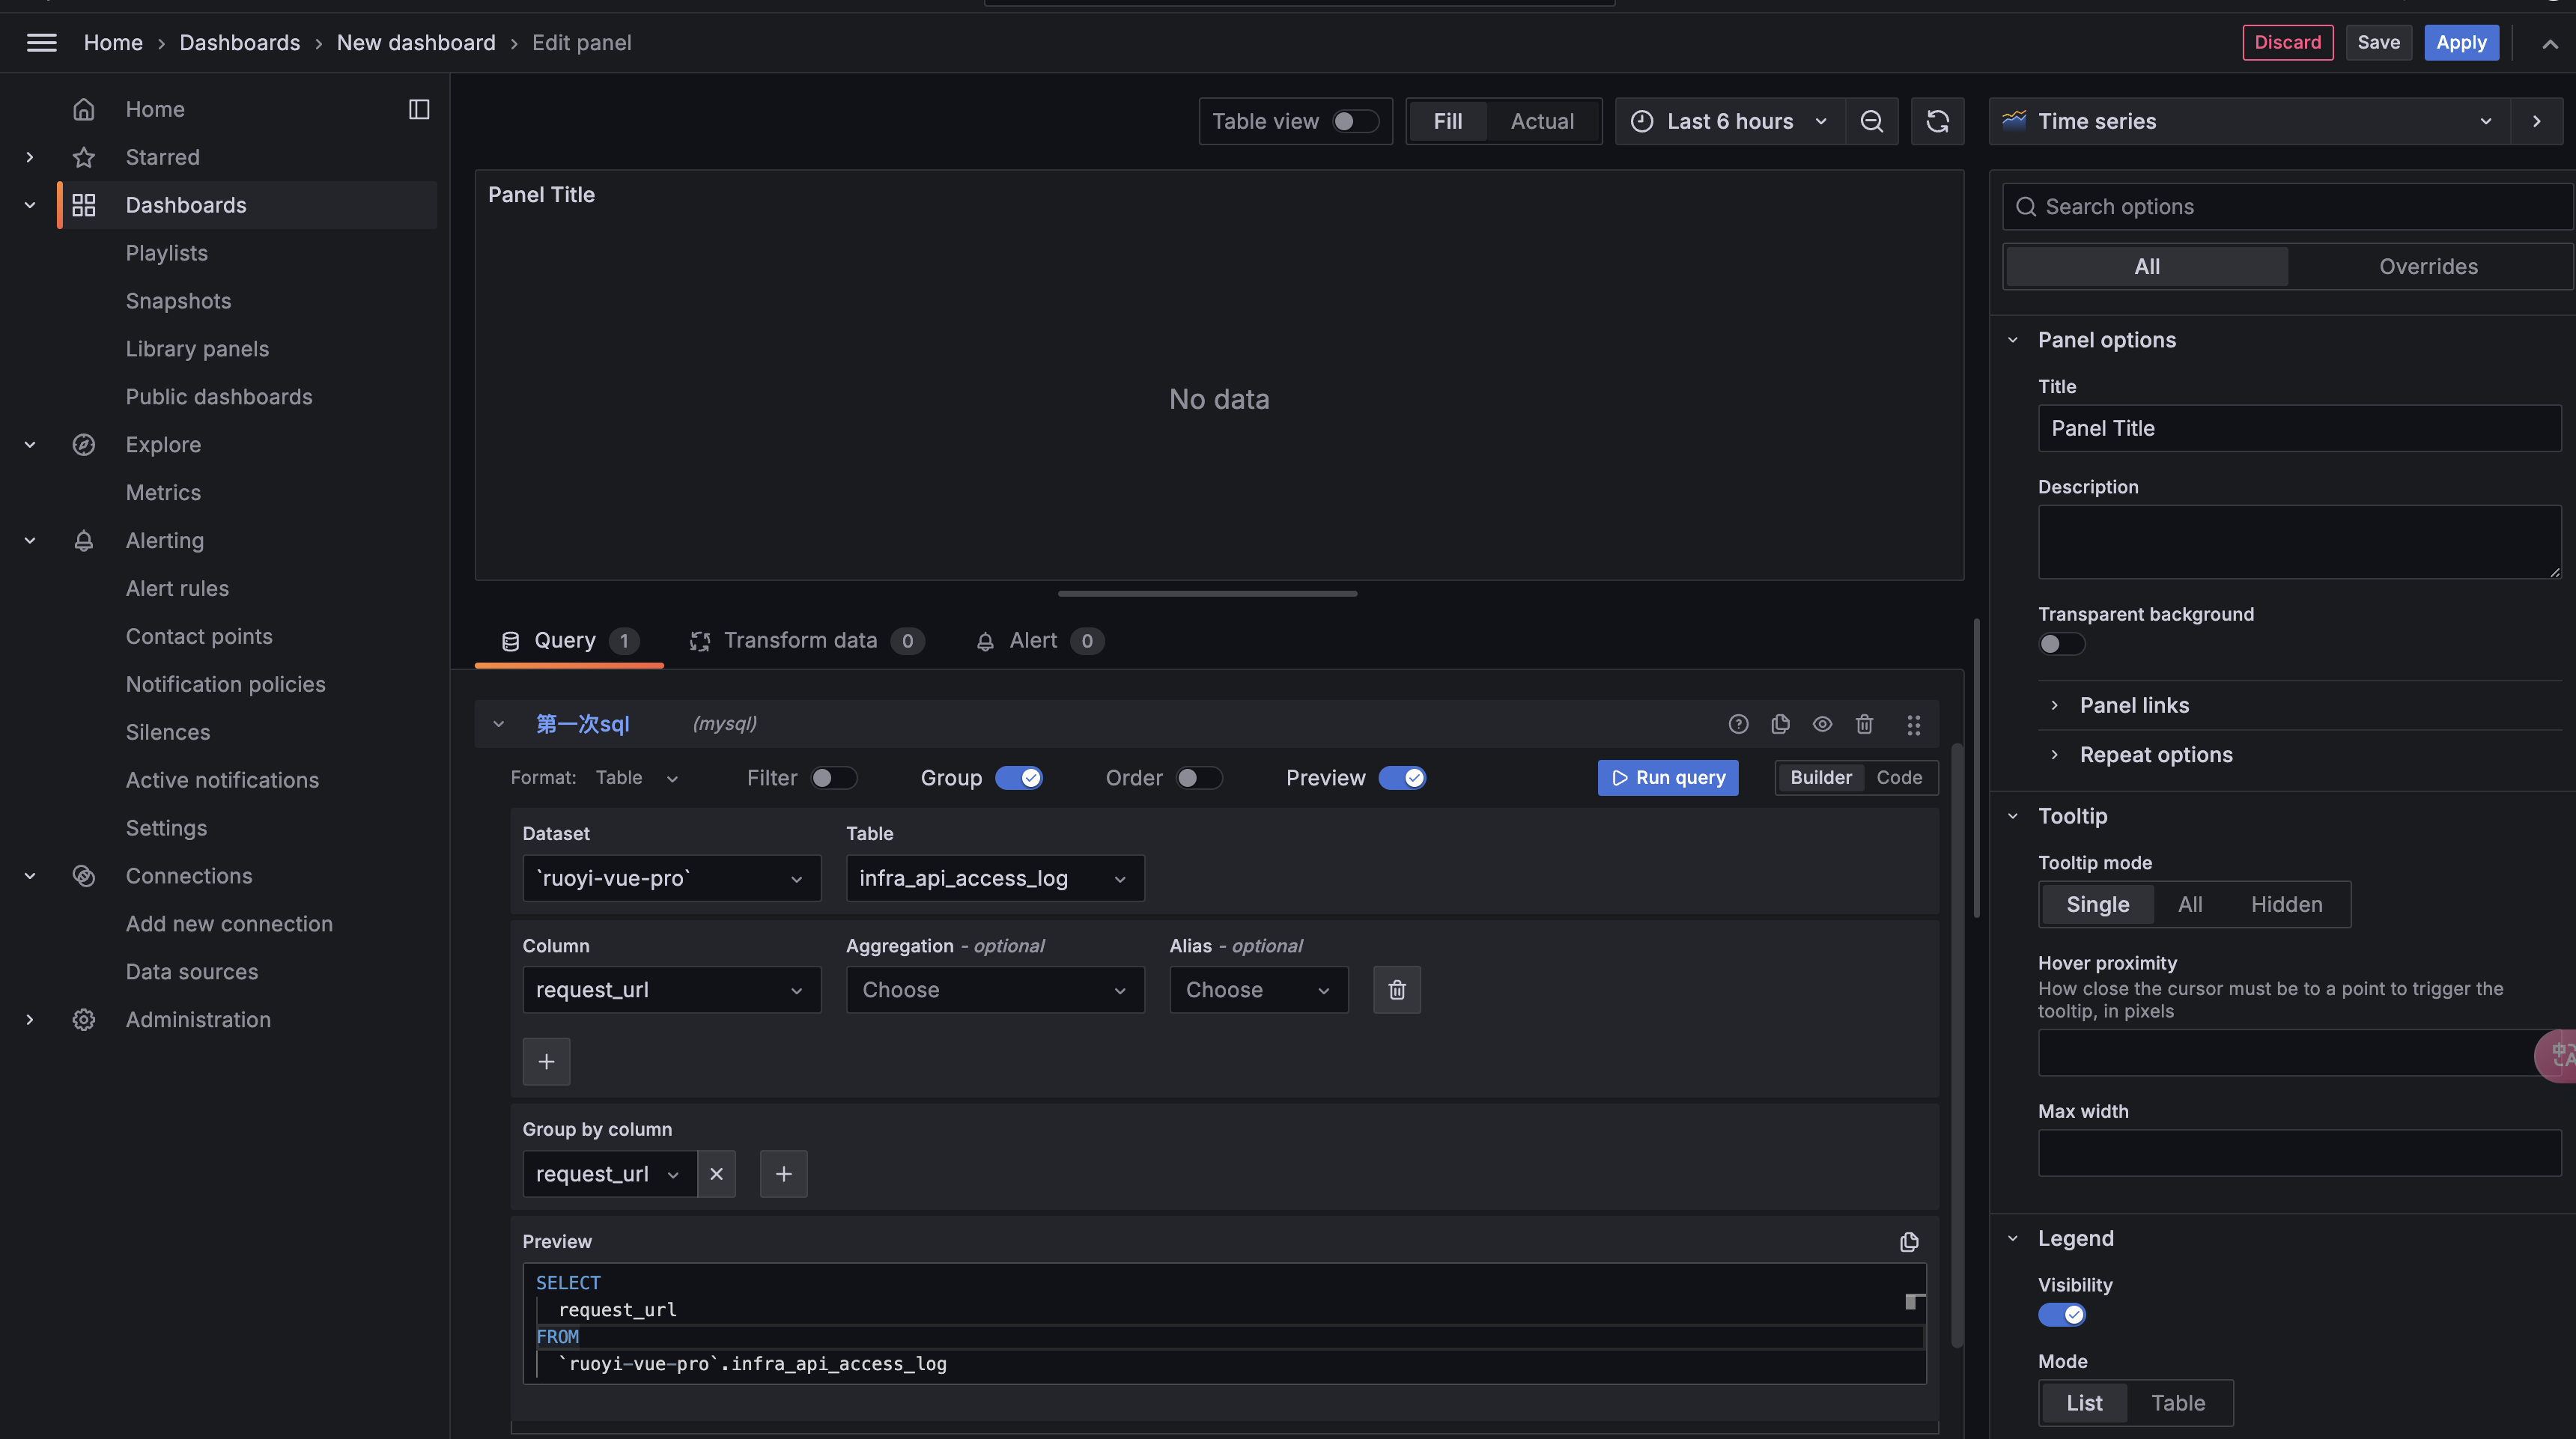 Home › Dashboards › New dashboard › Edit panel
Discard
Save
Apply
Home
Starred
Dashboards
Playlists
Snapshots
Library panels
Public dashboards
Explore
Metrics
Alerting
Alert rules
Contact points
Notification policies
Silences
Active notifications
Settings
Connections
Add new connection
Data sources
Administration
Table view
Fill
Actual
Last 6 hours
Panel Title
No data
Query 1
Transform data 0
Alert 0
第一次sql (mysql)
Format: Table
Filter
Group
Order
Preview
Run query
Builder
Code
Dataset
Table
`ruoyi-vue-pro`
infra_api_access_log
Column
Aggregation - optional
Alias - optional
request_url
Choose
Choose
Group by column
request_url
Preview
SELECT
request_url
FROM
`ruoyi-vue-pro`.infra_api_access_log
Time series
Search options
All
Overrides
Panel options
Title
Panel Title
Description
Transparent background
Panel links
Repeat options
Tooltip
Tooltip mode
Single
All
Hidden
Hover proximity
How close the cursor must be to a point to trigger the
tooltip, in pixels
Max width
Legend
Visibility
Mode
List
Table